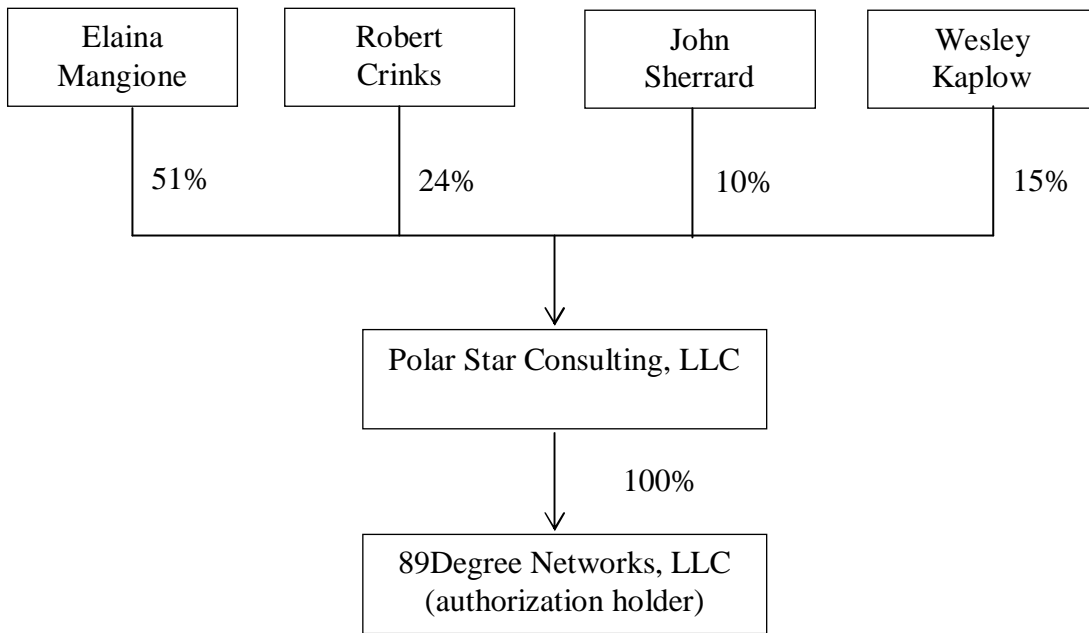 Elaina
Mangione
Robert
Crinks
John
Sherrard
Wesley
Kaplow
51%
24%
10%
15%
Polar Star Consulting, LLC
100%
89Degree Networks, LLC
(authorization holder)